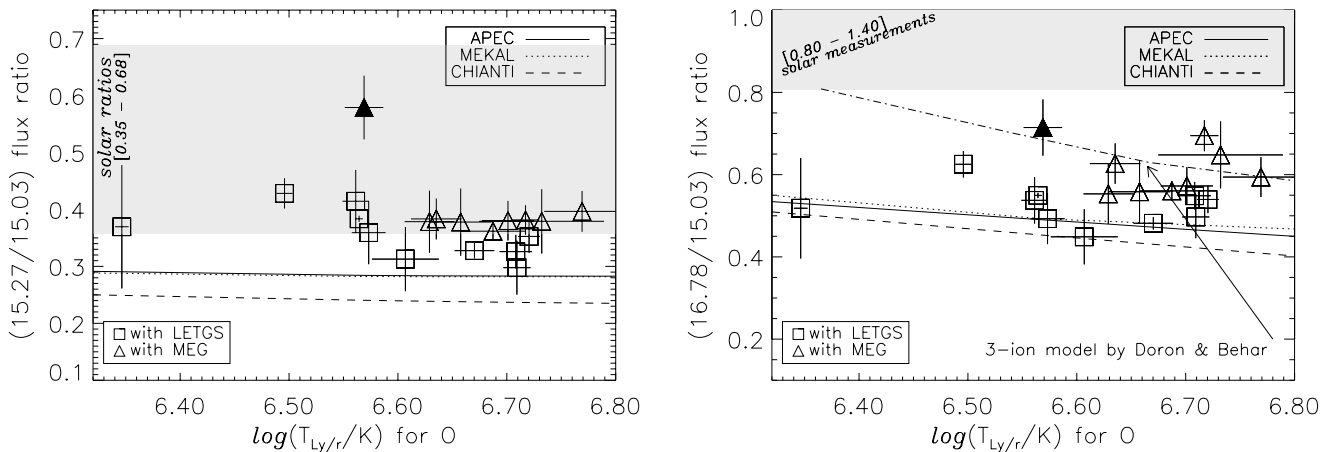 (15.27/15.03) flux ratio
0.7
0.6
0.5
0.4
0.3
0.2
0.1
solar ratios
[0.35 - 0.68]
APEC
MEKAL
CHIANTI
with LETGS
with MEG
6.40 6.50 6.60 6.70 6.80
log(T_Ly/r/K) for O
(16.78/15.03) flux ratio
1.0
0.8
0.6
0.4
0.2
[0.80 - 1.40]
solar measurements
APEC
MEKAL
CHIANTI
with LETGS
with MEG
3-ion model by Doron & Behar
6.40 6.50 6.60 6.70 6.80
log(T_Ly/r/K) for O